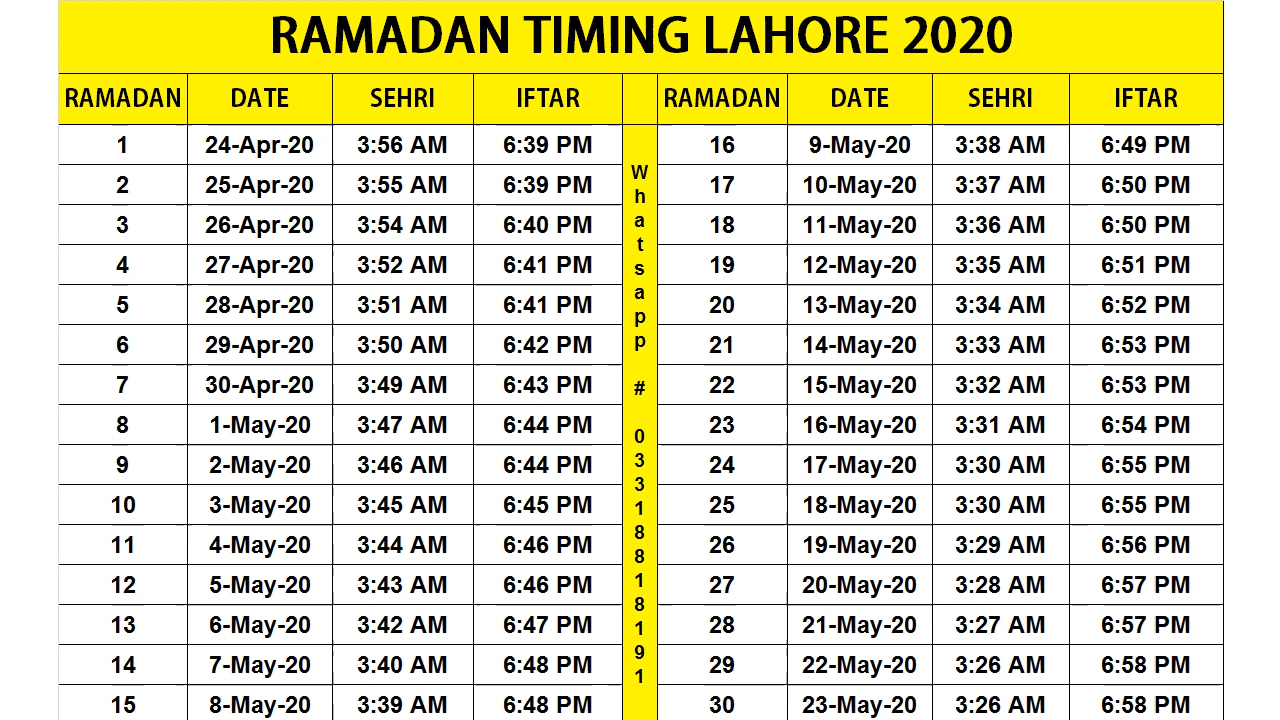 RAMADAN TIMING LAHORE 2020
RAMADAN DATE SEHRI IFTAR RAMADAN DATE SEHRI IFTAR
1 24-Apr-20 3:56 AM 6:39 PM 16 9-May-20 3:38 AM 6:49 PM
2 25-Apr-20 3:55 AM 6:39 PM 17 10-May-20 3:37 AM 6:50 PM
3 26-Apr-20 3:54 AM 6:40 PM 18 11-May-20 3:36 AM 6:50 PM
4 27-Apr-20 3:52 AM 6:41 PM 19 12-May-20 3:35 AM 6:51 PM
5 28-Apr-20 3:51 AM 6:41 PM 20 13-May-20 3:34 AM 6:52 PM
6 29-Apr-20 3:50 AM 6:42 PM 21 14-May-20 3:33 AM 6:53 PM
7 30-Apr-20 3:49 AM 6:43 PM 22 15-May-20 3:32 AM 6:53 PM
8 1-May-20 3:47 AM 6:44 PM 23 16-May-20 3:31 AM 6:54 PM
9 2-May-20 3:46 AM 6:44 PM 24 17-May-20 3:30 AM 6:55 PM
10 3-May-20 3:45 AM 6:45 PM 25 18-May-20 3:30 AM 6:55 PM
11 4-May-20 3:44 AM 6:46 PM 26 19-May-20 3:29 AM 6:56 PM
12 5-May-20 3:43 AM 6:46 PM 27 20-May-20 3:28 AM 6:57 PM
13 6-May-20 3:42 AM 6:47 PM 28 21-May-20 3:27 AM 6:57 PM
14 7-May-20 3:40 AM 6:48 PM 29 22-May-20 3:26 AM 6:58 PM
15 8-May-20 3:39 AM 6:48 PM 30 23-May-20 3:26 AM 6:58 PM
Whatsapp # 03318818191